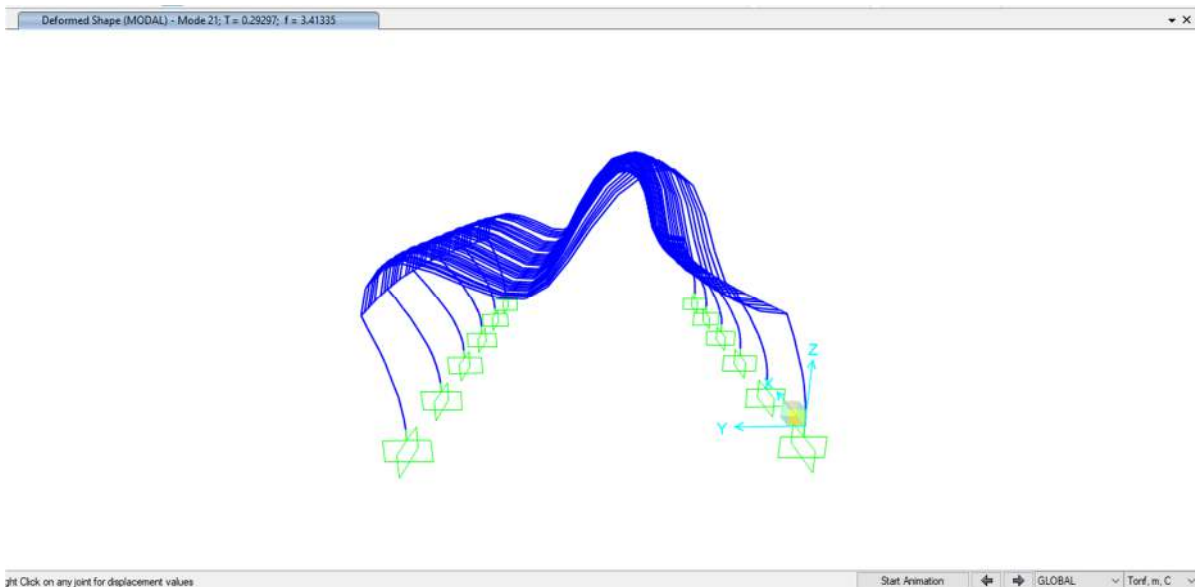 Deformed Shape (MODAL) - Mode 21; T = 0.29297; f = 3.41335
Z
X
Y
ght Click on any joint for displacement values
Start Animation
GLOBAL
Tonf, m, C